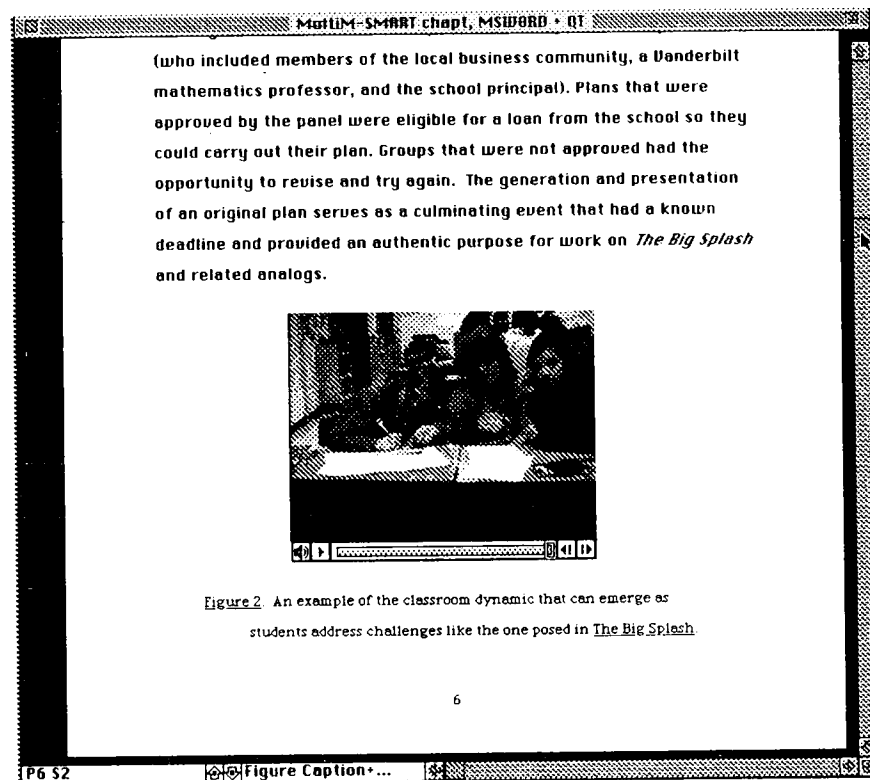 MottiM-SMART chapt, MSWORD + QT
(who included members of the local business community, a Vanderbilt
mathematics professor, and the school principal). Plans that were
approved by the panel were eligible for a loan from the school so they
could carry out their plan. Groups that were not approved had the
opportunity to revise and try again. The generation and presentation
of an original plan serves as a culminating event that had a known
deadline and provided an authentic purpose for work on The Big Splash
and related analogs.
Figure 2. An example of the classroom dynamic that can emerge as
students address challenges like the one posed in The Big Splash.
6
P6 S2
Figure Caption+...